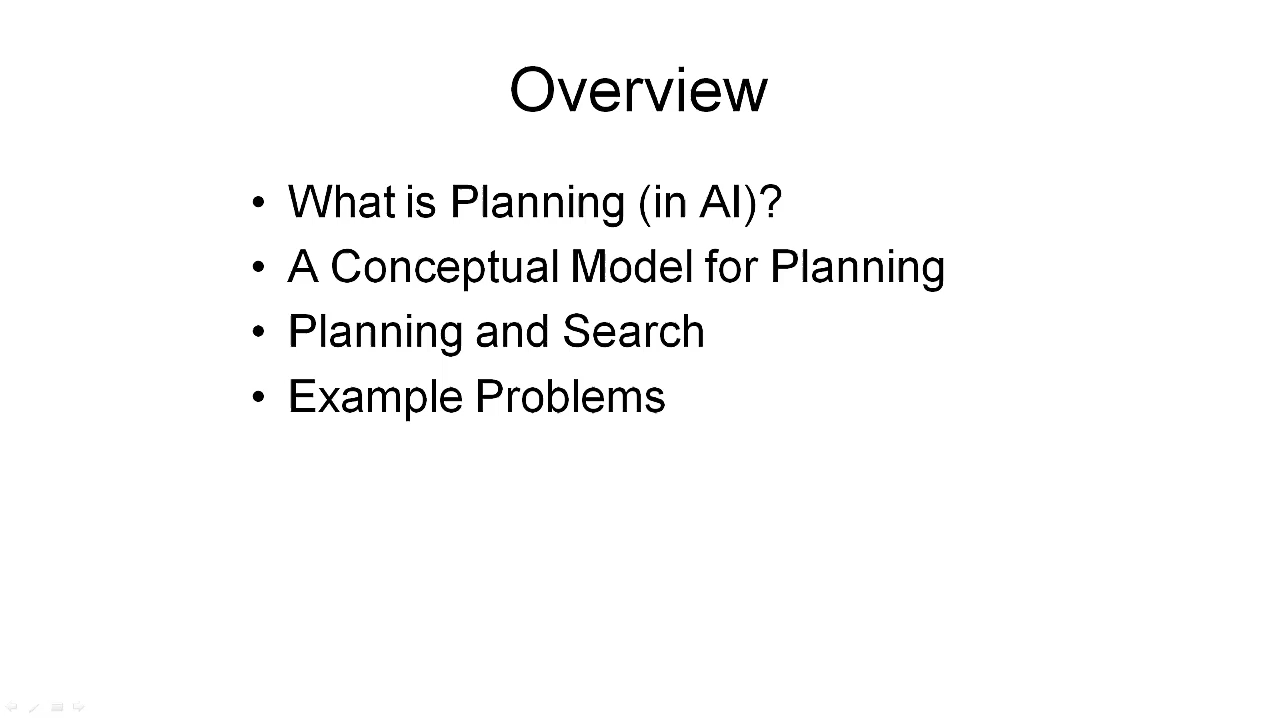 Overview
• What is Planning (in AI)?
• A Conceptual Model for Planning
• Planning and Search
• Example Problems